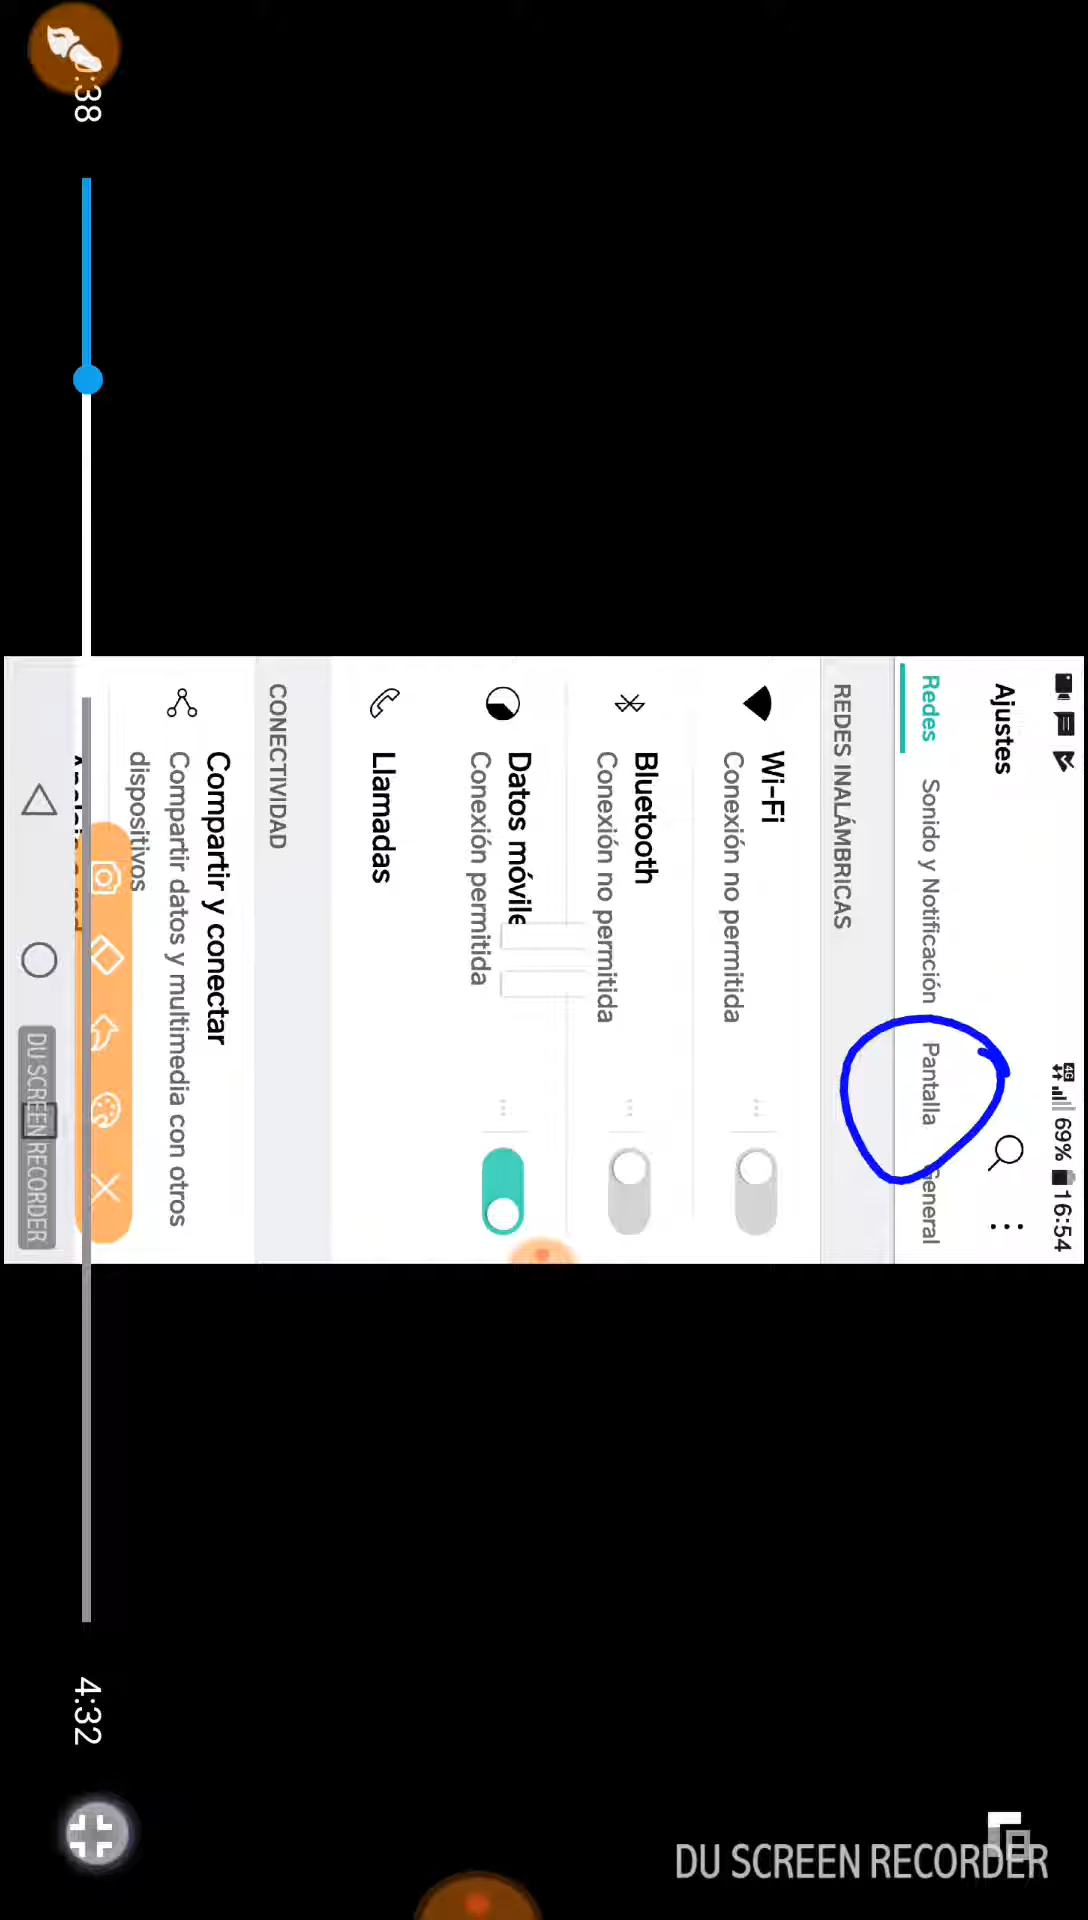 69% 16:54
Ajustes
Redes Sonido y Notificación Pantalla General
REDES INALÁMBRICAS
Wi-Fi
Conexión no permitida
Bluetooth
Conexión no permitida
Datos móvile
Conexión permitida
Llamadas
CONECTIVIDAD
Compartir y conectar
Compartir datos y multimedia con otros
dispositivos
DU SCREEN RECORDER
:38
4:32
DU SCREEN RECORDER